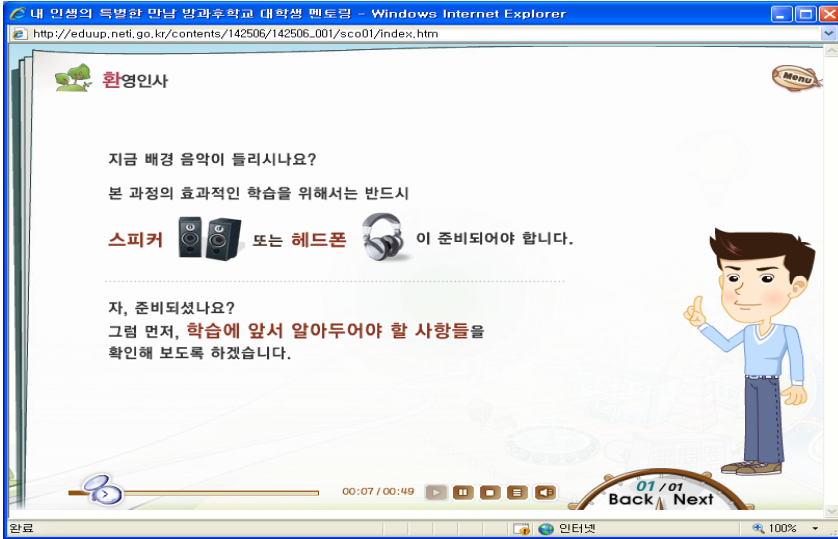 내 인생의 특별한 만남 방과후학교 대학생 멘토링 - Windows Internet Explorer
http://eduup.neti.go.kr/contents/142506/142506_001/sco01/index.htm
환영인사
Menu
지금 배경 음악이 들리시나요?
본 과정의 효과적인 학습을 위해서는 반드시
스피커 또는 헤드폰 이 준비되어야 합니다.
자, 준비되셨나요?
그럼 먼저, 학습에 앞서 알아두어야 할 사항들을
확인해 보도록 하겠습니다.
00:07 / 00:49
01 / 01
Back Next
완료 인터넷 100%